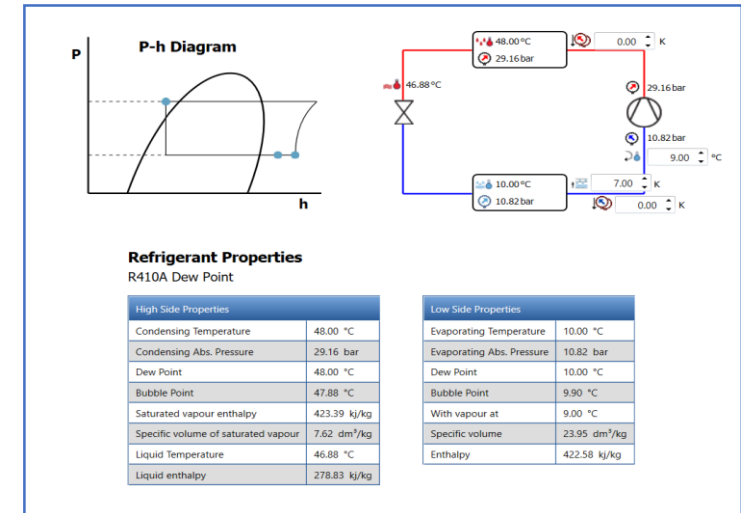 P
P-h Diagram
h
48.00 °C
29.16 bar
0.00 K
46.88 °C
29.16 bar
10.82 bar
9.00 °C
10.00 °C
10.82 bar
7.00 K
0.00 K
Refrigerant Properties
R410A Dew Point
High Side Properties
Condensing Temperature 48.00 °C
Condensing Abs. Pressure 29.16 bar
Dew Point 48.00 °C
Bubble Point 47.88 °C
Saturated vapour enthalpy 423.39 kj/kg
Specific volume of saturated vapour 7.62 dm³/kg
Liquid Temperature 46.88 °C
Liquid enthalpy 278.83 kj/kg
Low Side Properties
Evaporating Temperature 10.00 °C
Evaporating Abs. Pressure 10.82 bar
Dew Point 10.00 °C
Bubble Point 9.90 °C
With vapour at 9.00 °C
Specific volume 23.95 dm³/kg
Enthalpy 422.58 kj/kg